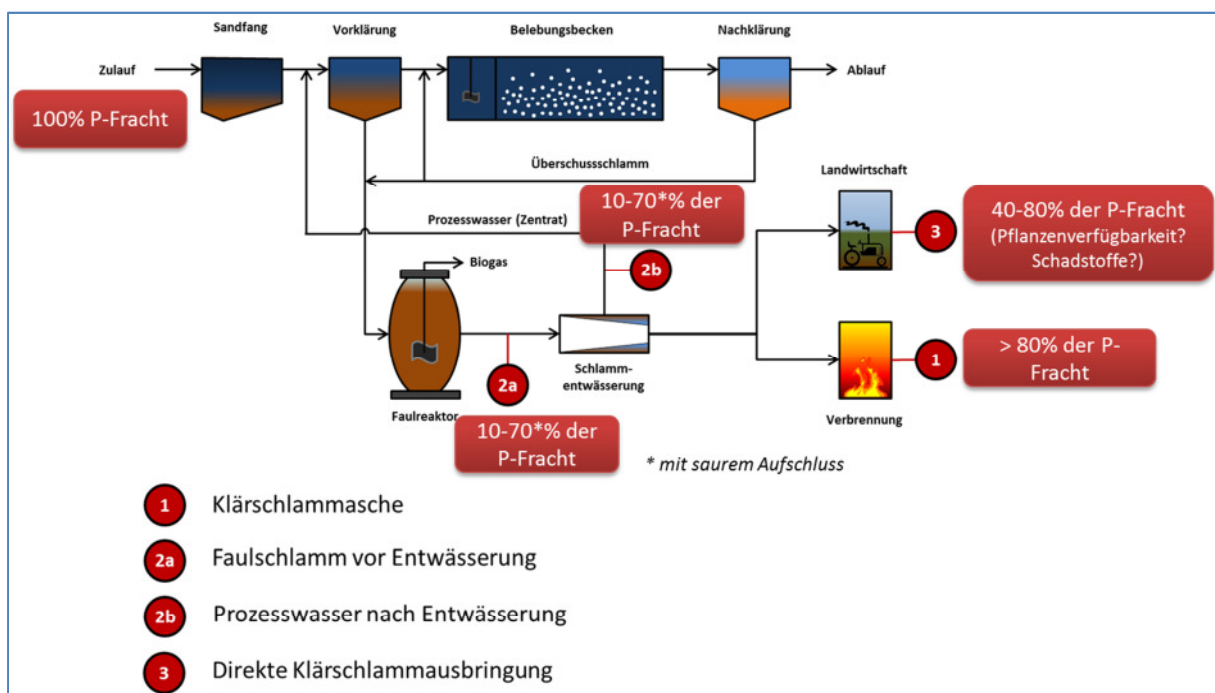 Sandfang
Vorklärung
Belebungsbecken
Nachklärung
Zulauf
Ablauf
100% P-Fracht
Überschussschlamm
Landwirtschaft
Prozesswasser (Zentrat)
10-70*% der
P-Fracht
2b
3
40-80% der P-Fracht
(Pflanzenverfügbarkeit?
Schadstoffe?)
Biogas
2a
Schlamm-
entwässerung
1
> 80% der P-
Fracht
Faulreaktor
Verbrennung
10-70*% der
P-Fracht
* mit saurem Aufschluss
1 Klärschlammasche
2a Faulschlamm vor Entwässerung
2b Prozesswasser nach Entwässerung
3 Direkte Klärschlammausbringung